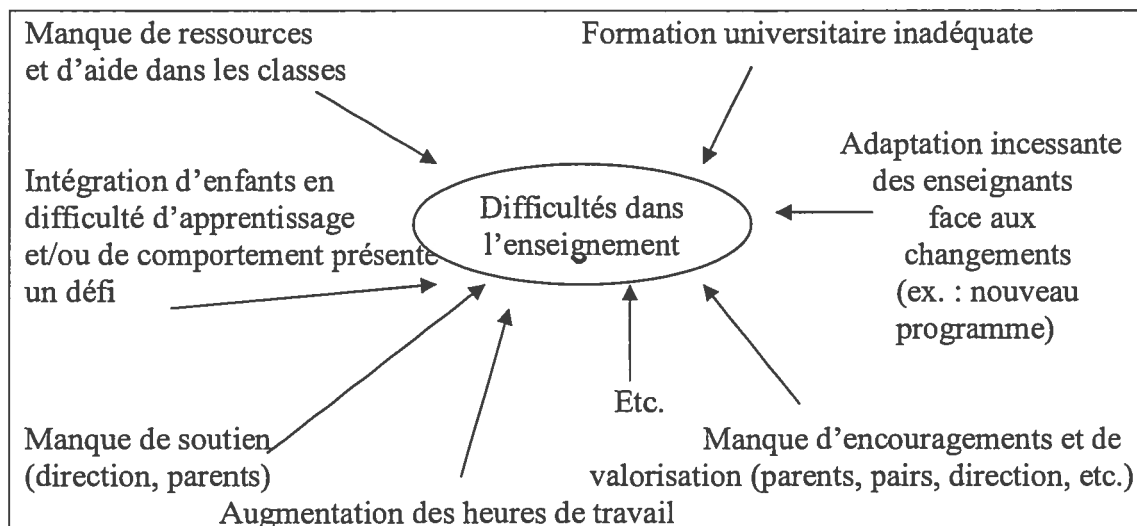 Manque de ressources
et d'aide dans les classes
Formation universitaire inadéquate
Adaptation incessante
des enseignants
face aux
changements
(ex. : nouveau
programme)
Intégration d'enfants en
difficulté d'apprentissage
et/ou de comportement présente
un défi
Difficultés dans
l'enseignement
Etc.
Manque de soutien
(direction, parents)
Manque d'encouragements et de
valorisation (parents, pairs, direction, etc.)
Augmentation des heures de travail